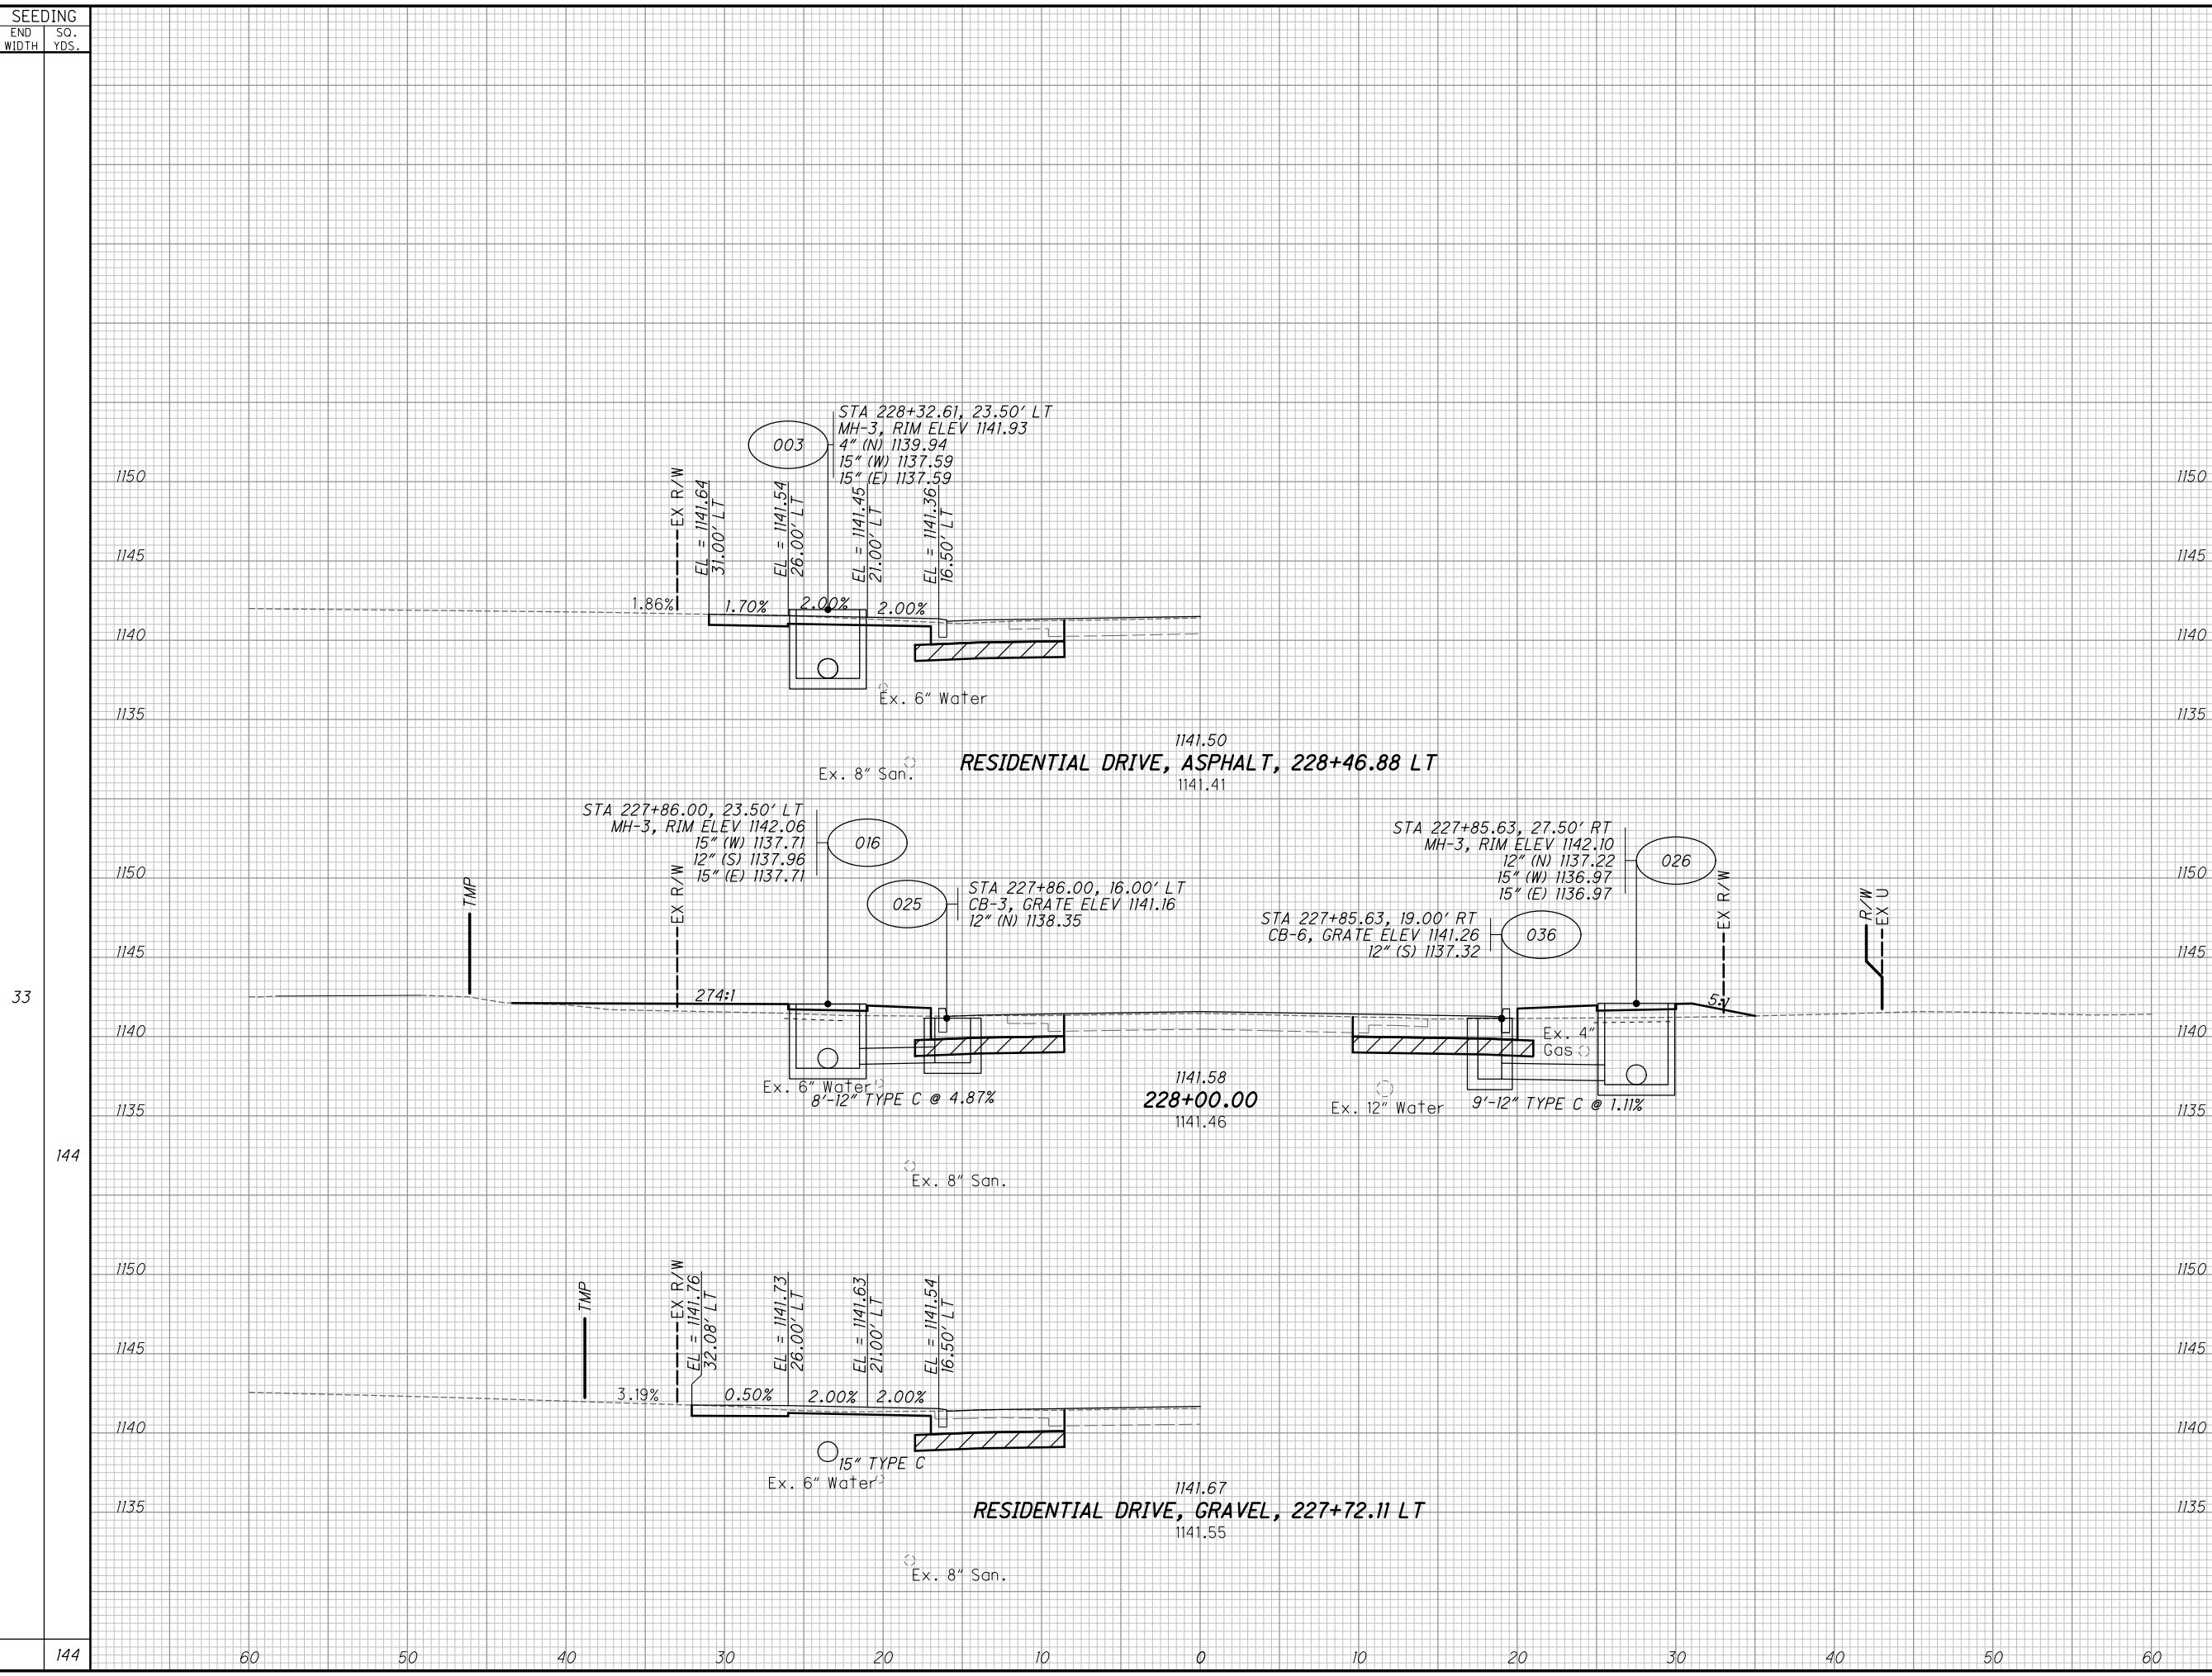 SEEDING
END WIDTH
SQ. YDS.
STA 228+32.61, 23.50' LT
MH-3, RIM ELEV 1141.93
4" (N) 1139.94
15" (W) 1137.59
15" (E) 1137.59
003
1150
1150
EX R/W
EL = 1141.64
31.00' LT
EL = 1141.54
26.00' LT
EL = 1141.45
21.00' LT
EL = 1141.36
16.50' LT
1145
1145
1.86%
1.70%
2.00%
2.00%
1140
1140
Ex. 6" Water
1135
1135
1141.50
RESIDENTIAL DRIVE, ASPHALT, 228+46.88 LT
1141.41
Ex. 8" San.
STA 227+86.00, 23.50' LT
MH-3, RIM ELEV 1142.06
15" (W) 1137.71
12" (S) 1137.96
15" (E) 1137.71
016
STA 227+85.63, 27.50' RT
MH-3, RIM ELEV 1142.10
12" (N) 1137.22
15" (W) 1136.97
15" (E) 1136.97
026
1150
1150
TMP
EX R/W
025
STA 227+86.00, 16.00' LT
CB-3, GRATE ELEV 1141.16
12" (N) 1138.35
STA 227+85.63, 19.00' RT
CB-6, GRATE ELEV 1141.26
12" (S) 1137.32
036
EX R/W
R/W
EX U
1145
1145
33
274:1
5:1
1140
1140
Ex. 4"
Gas
Ex. 6" Water
8'-12" TYPE C @ 4.87%
1141.58
228+00.00
1141.46
Ex. 12" Water
9'-12" TYPE C @ 1.11%
1135
1135
144
Ex. 8" San.
1150
1150
TMP
EX R/W
EL = 1141.76
32.08' LT
EL = 1141.73
26.00' LT
EL = 1141.63
21.00' LT
EL = 1141.54
16.50' LT
1145
1145
3.19%
0.50%
2.00%
2.00%
1140
1140
15" TYPE C
Ex. 6" Water
1135
1135
1141.67
RESIDENTIAL DRIVE, GRAVEL, 227+72.11 LT
1141.55
Ex. 8" San.
144
60 50 40 30 20 10 0 10 20 30 40 50 60